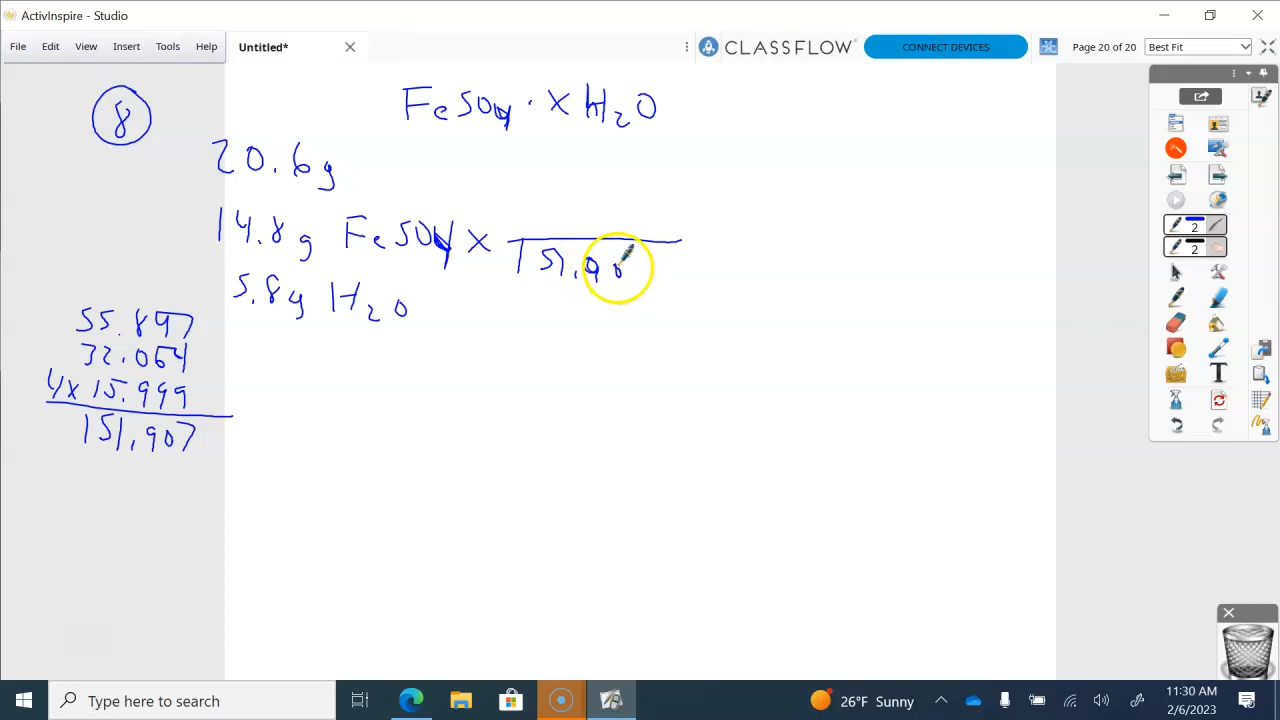 ActivInspire - Studio
File Edit View Insert Tools Help
Untitled*
CLASSFLOW
CONNECT DEVICES
Page 20 of 20
Best Fit
8
FeSO4 · x H2O
20.6g
14.8g FeSO4 x
151.90
5.8g H2O
55.847
32.064
4x 15.999
151.907
2
2
T
Type here to search
26°F Sunny
11:30 AM
2/6/2023